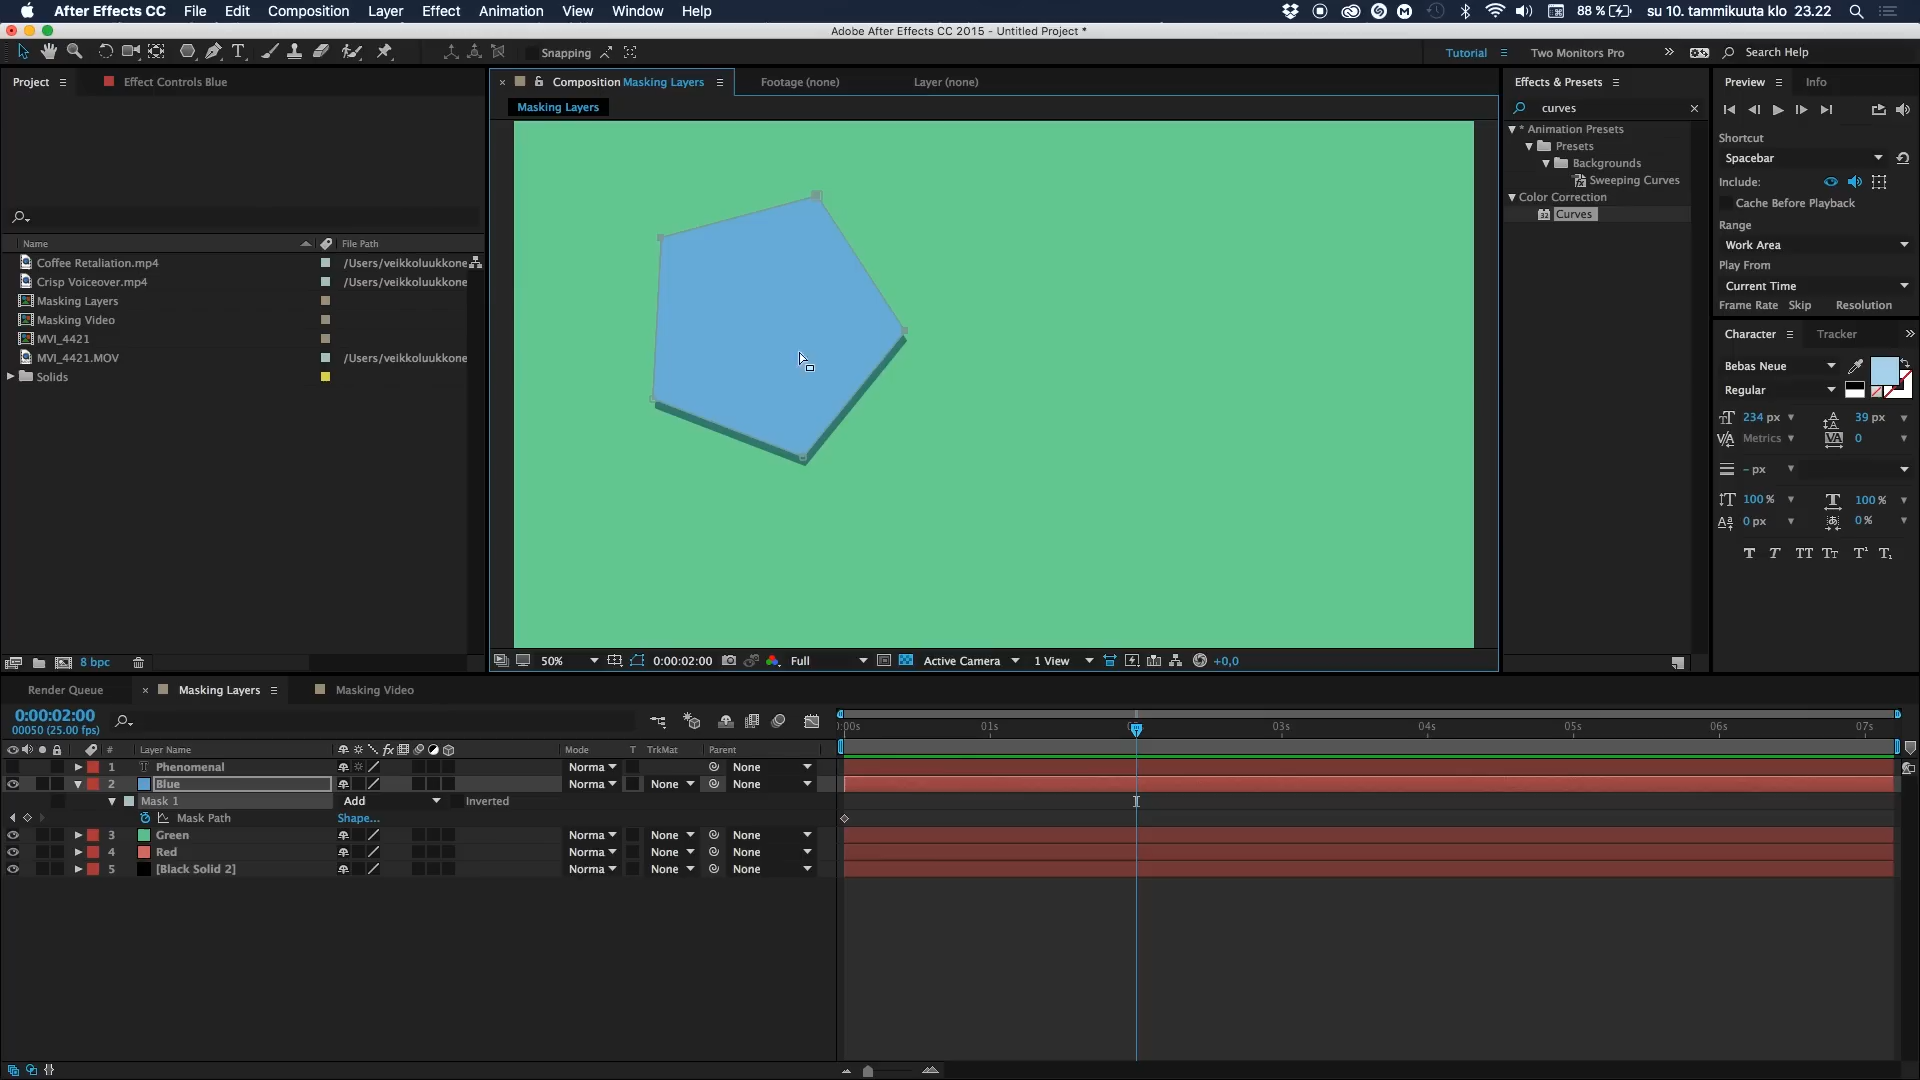 After Effects CC File Edit Composition Layer Effect Animation View Window Help 88 % su 10. tammikuuta klo 23.22
Adobe After Effects CC 2015 - Untitled Project *
Snapping Tutorial Two Monitors Pro Search Help
Project Effect Controls Blue
Composition Masking Layers Footage (none) Layer (none)
Masking Layers
Name File Path
Coffee Retaliation.mp4 /Users/veikkoluukkone
Crisp Voiceover.mp4 /Users/veikkoluukkone
Masking Layers
Masking Video
MVI_4421
MVI_4421.MOV /Users/veikkoluukkone
Solids
8 bpc
50% 0:00:02:00 Full Active Camera 1 View +0,0
Effects & Presets
curves
* Animation Presets
Presets
Backgrounds
Sweeping Curves
Color Correction
32 Curves
Preview Info
Shortcut
Spacebar
Include:
Cache Before Playback
Range
Work Area
Play From
Current Time
Frame Rate Skip Resolution
Character Tracker
Bebas Neue
Regular
234 px 39 px
Metrics 0
- px
100 % 100 %
0 px 0 %
T T TT Tт T¹ T₁
Render Queue Masking Layers Masking Video
0:00:02:00
00050 (25.00 fps)
:00s 01s 03s 04s 05s 06s 07s
# Layer Name fx Mode T TrkMat Parent
1 T Phenomenal Norma None
2 Blue Norma None None
Mask 1 Add Inverted
Mask Path Shape...
3 Green Norma None None
4 Red Norma None None
5 [Black Solid 2] Norma None None